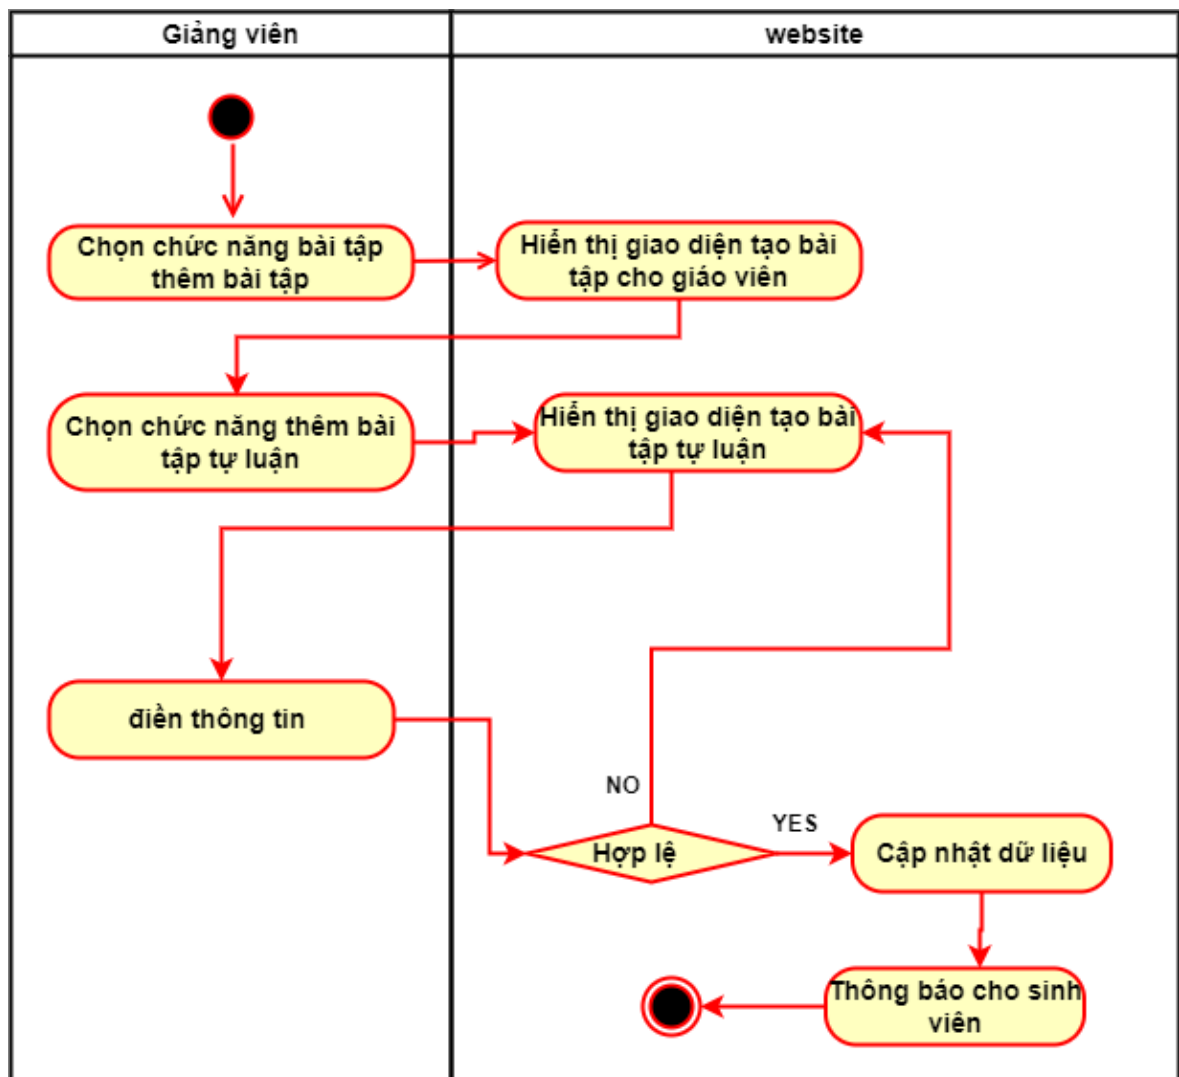 Giảng viên
website
Chọn chức năng bài tập
thêm bài tập
Hiển thị giao diện tạo bài
tập cho giáo viên
Chọn chức năng thêm bài
tập tự luận
Hiển thị giao diện tạo bài
tập tự luận
điền thông tin
NO
YES
Hợp lệ
Cập nhật dữ liệu
Thông báo cho sinh
viên